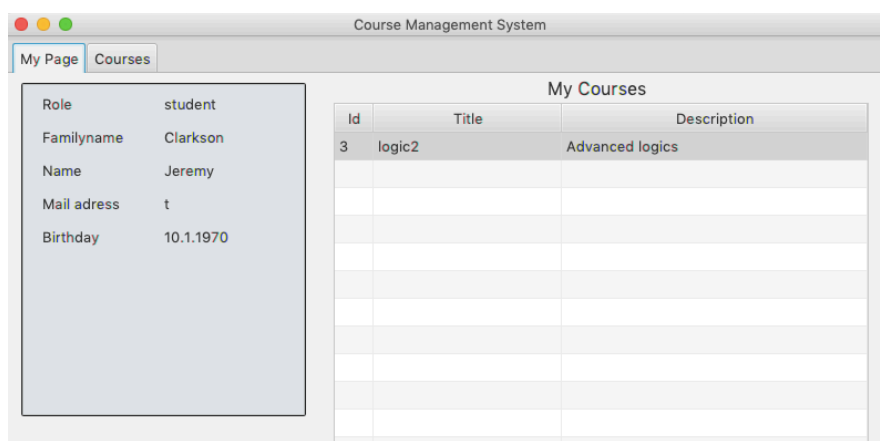 Course Management System
My Page Courses
Role student
Familyname Clarkson
Name Jeremy
Mail adress t
Birthday 10.1.1970
My Courses
Id Title Description
3 logic2 Advanced logics